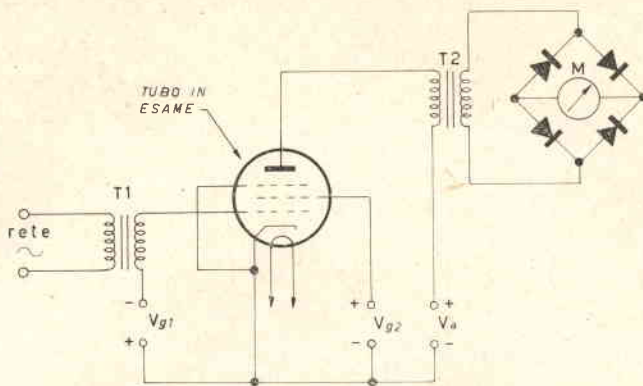 T2
M
TUBO IN
ESAME
T1
rete
- Vg1 +
+ Vg2 -
+ Va -